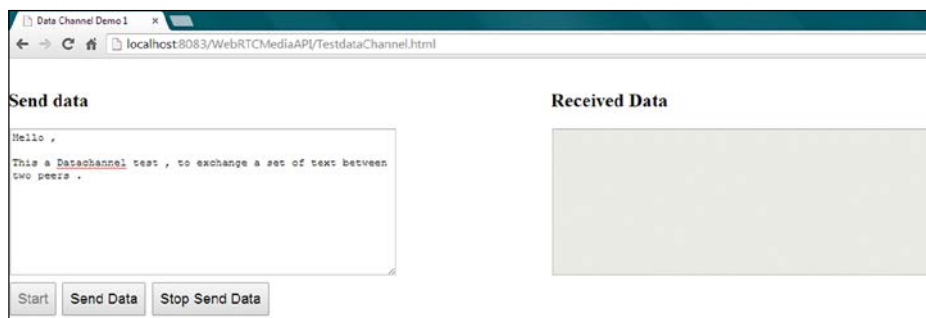 Data Channel Demo 1
localhost:8083/WebRTCMediaAPI/TestdataChannel.html
Send data
Received Data
Hello ,
This a Datachannel test , to exchange a set of text between
two peers .
Start Send Data Stop Send Data